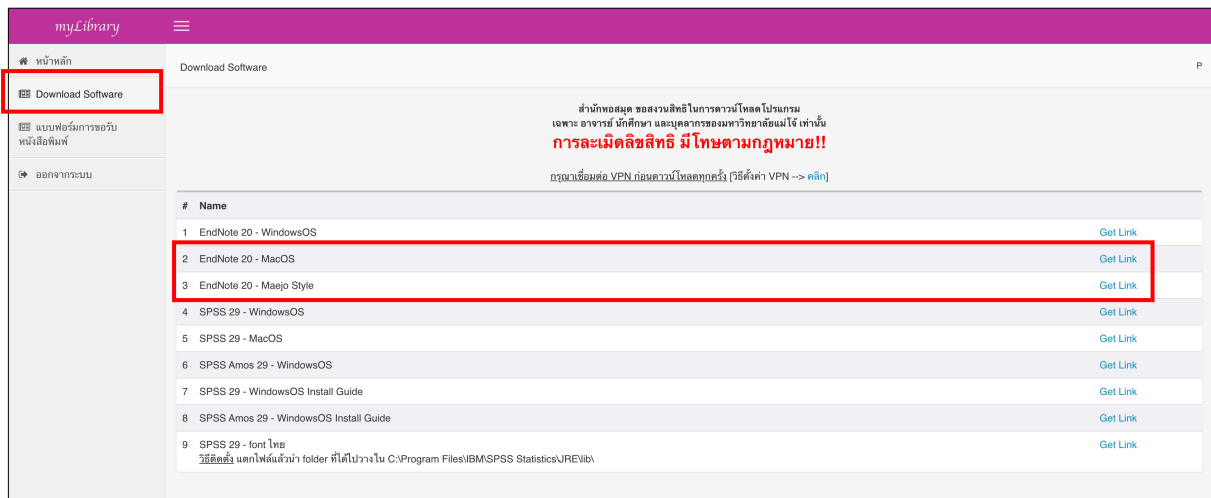 myLibrary
หน้าหลัก
Download Software
แบบฟอร์มการขอรับ
หนังสือพิมพ์
ออกจากระบบ
Download Software
P
สำนักหอสมุด ขอสงวนสิทธิในการดาวน์โหลดโปรแกรม
เฉพาะ อาจารย์ นักศึกษา และบุคลากรของมหาวิทยาลัยแม่โจ้ เท่านั้น
การละเมิดลิขสิทธิ มีโทษตามกฎหมาย!!
กรุณาเชื่อมต่อ VPN ก่อนดาวน์โหลดทุกครั้ง [วิธีตั้งค่า VPN --> คลิก]
# Name
1 EndNote 20 - WindowsOS Get Link
2 EndNote 20 - MacOS Get Link
3 EndNote 20 - Maejo Style Get Link
4 SPSS 29 - WindowsOS Get Link
5 SPSS 29 - MacOS Get Link
6 SPSS Amos 29 - WindowsOS Get Link
7 SPSS 29 - WindowsOS Install Guide Get Link
8 SPSS Amos 29 - WindowsOS Install Guide Get Link
9 SPSS 29 - font ไทย Get Link
วิธีติดตั้ง แตกไฟล์แล้วนำ folder ที่ได้ไปวางใน C:\Program Files\IBM\SPSS Statistics\JRE\lib\